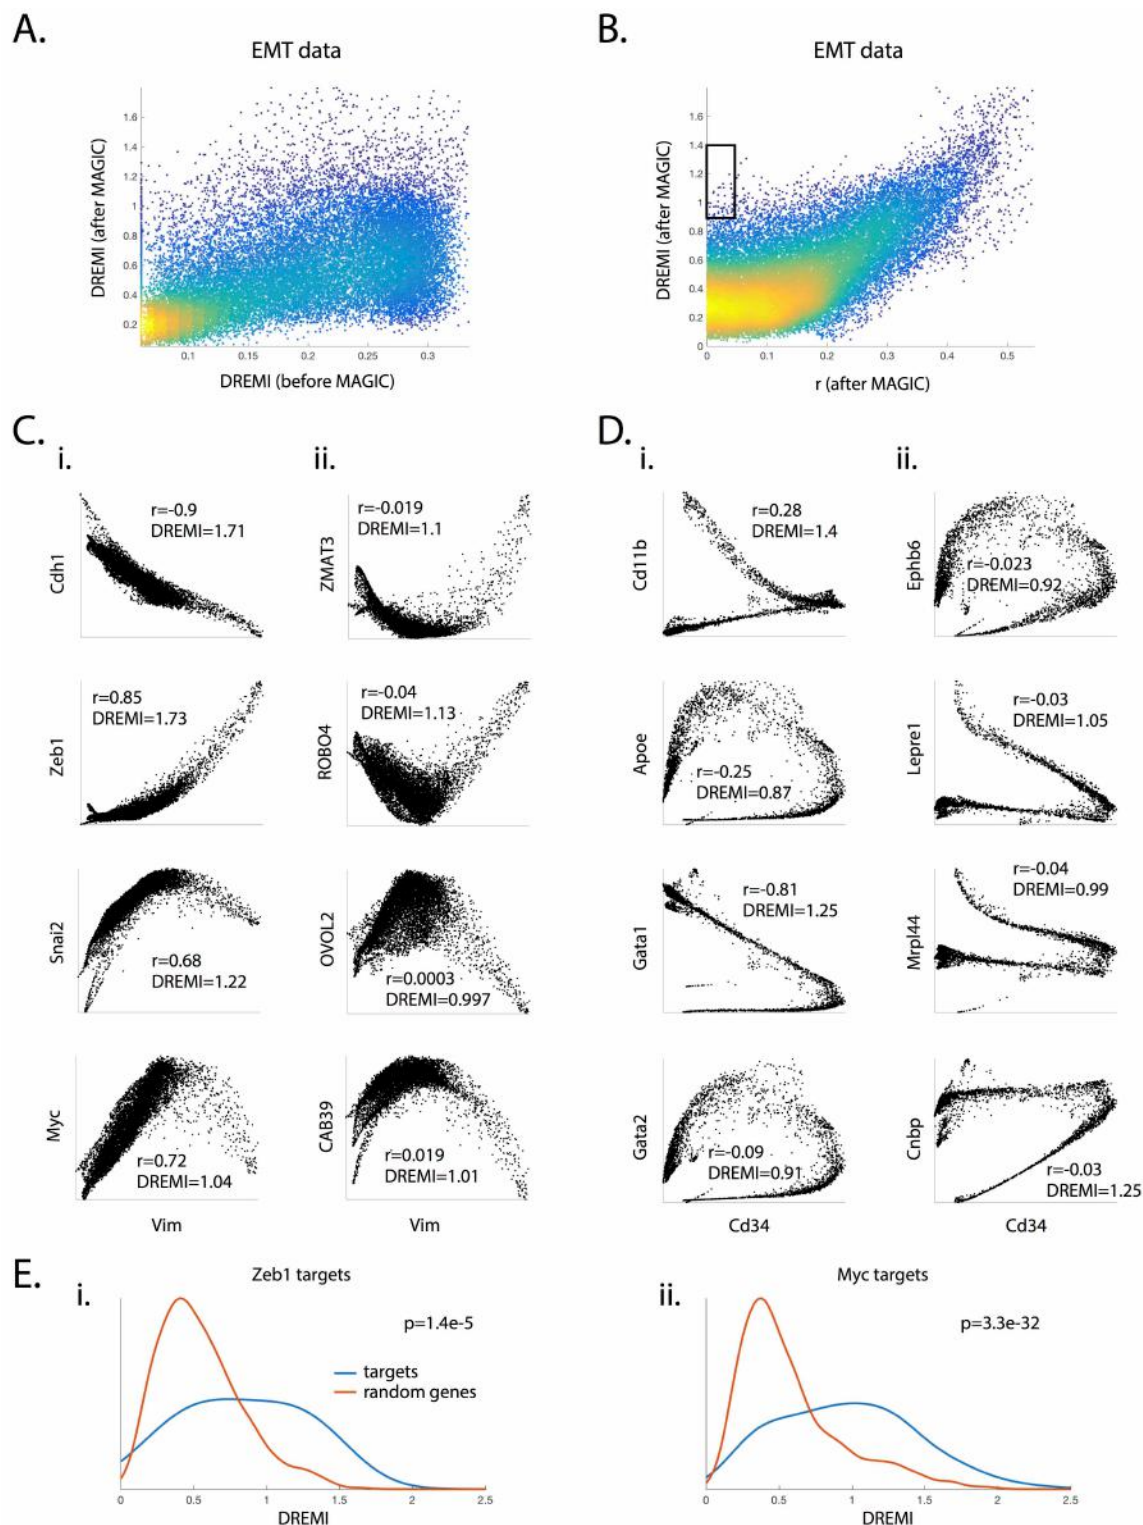 A.
EMT data
DREMI (after MAGIC)
1.6
1.4
1.2
1
0.8
0.6
0.4
0.2
0.1
0.15
0.2
0.25
0.3
DREMI (before MAGIC)
B.
EMT data
DREMI (after MAGIC)
1.6
1.4
1.2
1
0.8
0.6
0.4
0.2
0
0
0.1
0.2
0.3
0.4
0.5
r (after MAGIC)
C.
i.
Cdh1
r=-0.9
DREMI=1.71
Zeb1
r=0.85
DREMI=1.73
Snai2
r=0.68
DREMI=1.22
Myc
r=0.72
DREMI=1.04
Vim
ii.
ZMAT3
r=-0.019
DREMI=1.1
ROBO4
r=-0.04
DREMI=1.13
OVOL2
r=0.0003
DREMI=0.997
CAB39
r=0.019
DREMI=1.01
Vim
D.
i.
Cd11b
r=0.28
DREMI=1.4
Apoe
r=-0.25
DREMI=0.87
Gata1
r=-0.81
DREMI=1.25
Gata2
r=-0.09
DREMI=0.91
Cd34
ii.
Ephb6
r=-0.023
DREMI=0.92
Lepre1
r=-0.03
DREMI=1.05
Mrpl44
r=-0.04
DREMI=0.99
Cnbp
r=-0.03
DREMI=1.25
Cd34
E.
i.
Zeb1 targets
p=1.4e-5
targets
random genes
0
0.5
1
1.5
2
2.5
DREMI
ii.
Myc targets
p=3.3e-32
0
0.5
1
1.5
2
2.5
DREMI